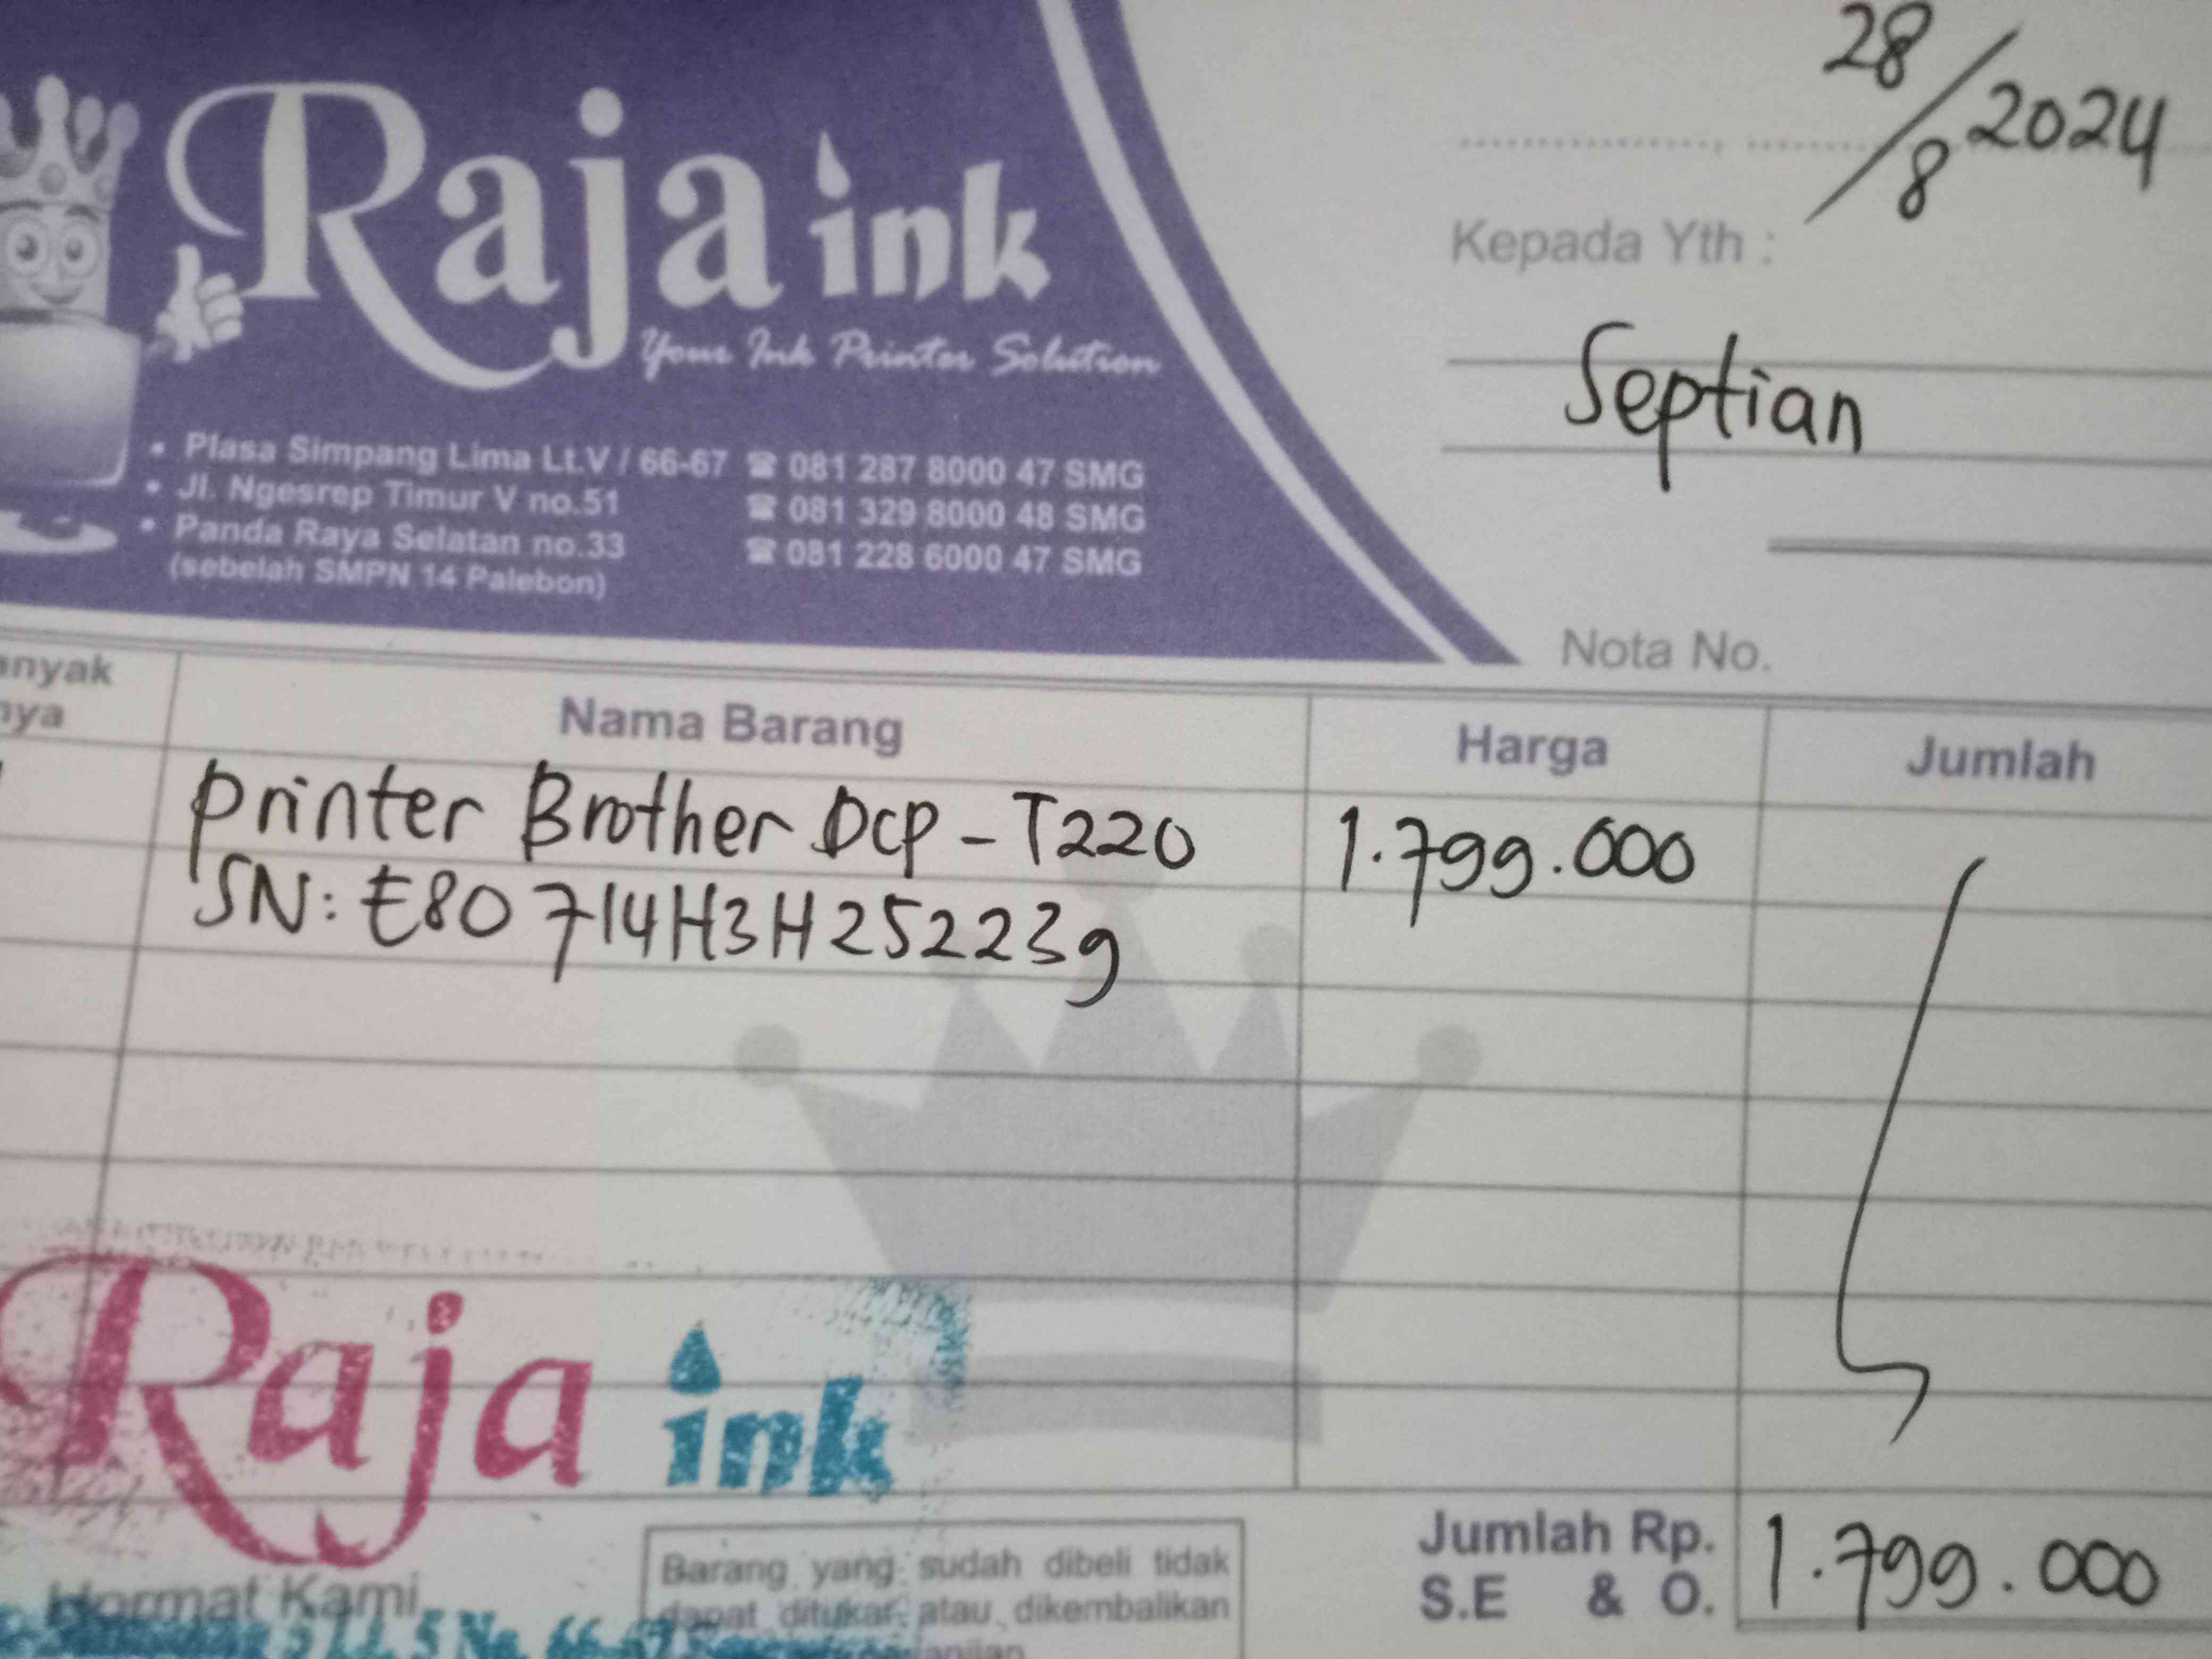 28/8 2024
Raja ink
Your Ink Printer Solution
• Plasa Simpang Lima Lt.V / 66-67 ☎ 081 287 8000 47 SMG
• Jl. Ngesrep Timur V no.51 ☎ 081 329 8000 48 SMG
• Panda Raya Selatan no.33 ☎ 081 228 6000 47 SMG
(sebelah SMPN 14 Palebon)
Kepada Yth :
Septian
Nota No.
anyak
nya
Nama Barang Harga Jumlah
Printer Brother Dcp - T220 1.799.000
SN: E80714H3H252239
Raja ink
Hormat Kami,
Barang yang sudah dibeli tidak
dapat ditukar atau dikembalikan
Jumlah Rp. 1.799.000
S.E & O.